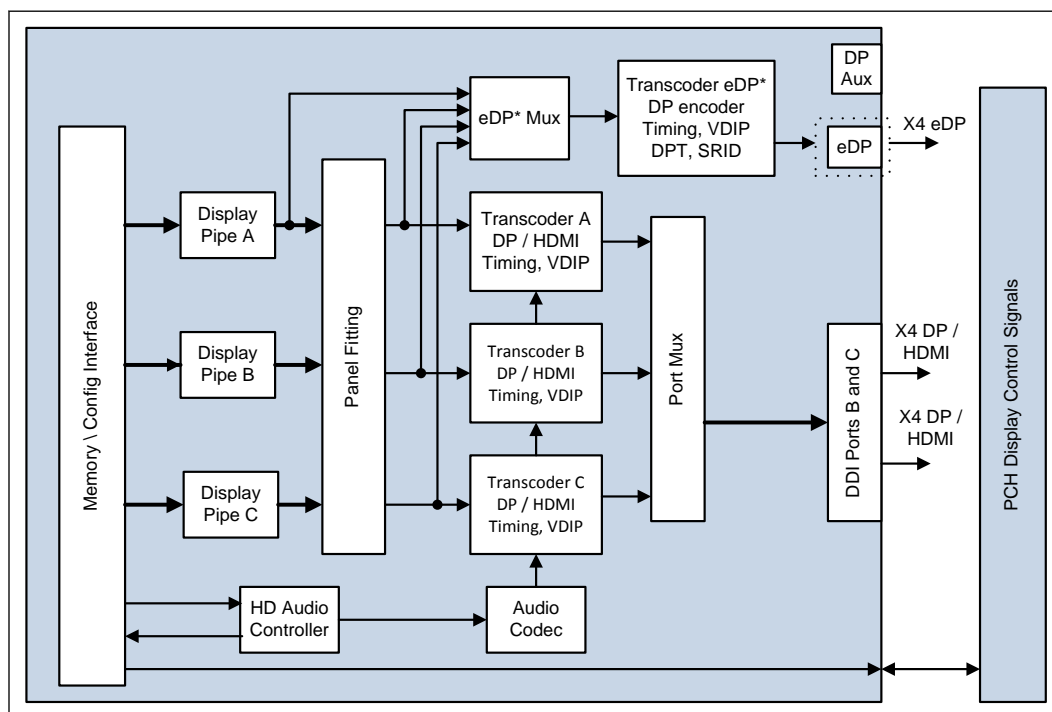 DP
Aux
Transcoder eDP*
DP encoder
Timing, VDIP
DPT, SRID
eDP* Mux
eDP
X4 eDP
Memory \ Config Interface
Display
Pipe A
Display
Pipe B
Display
Pipe C
Panel Fitting
Transcoder A
DP / HDMI
Timing, VDIP
Transcoder B
DP / HDMI
Timing, VDIP
Transcoder C
DP / HDMI
Timing, VDIP
Port Mux
DDI Ports B and C
X4 DP /
HDMI
X4 DP /
HDMI
PCH Display Control Signals
HD Audio
Controller
Audio
Codec